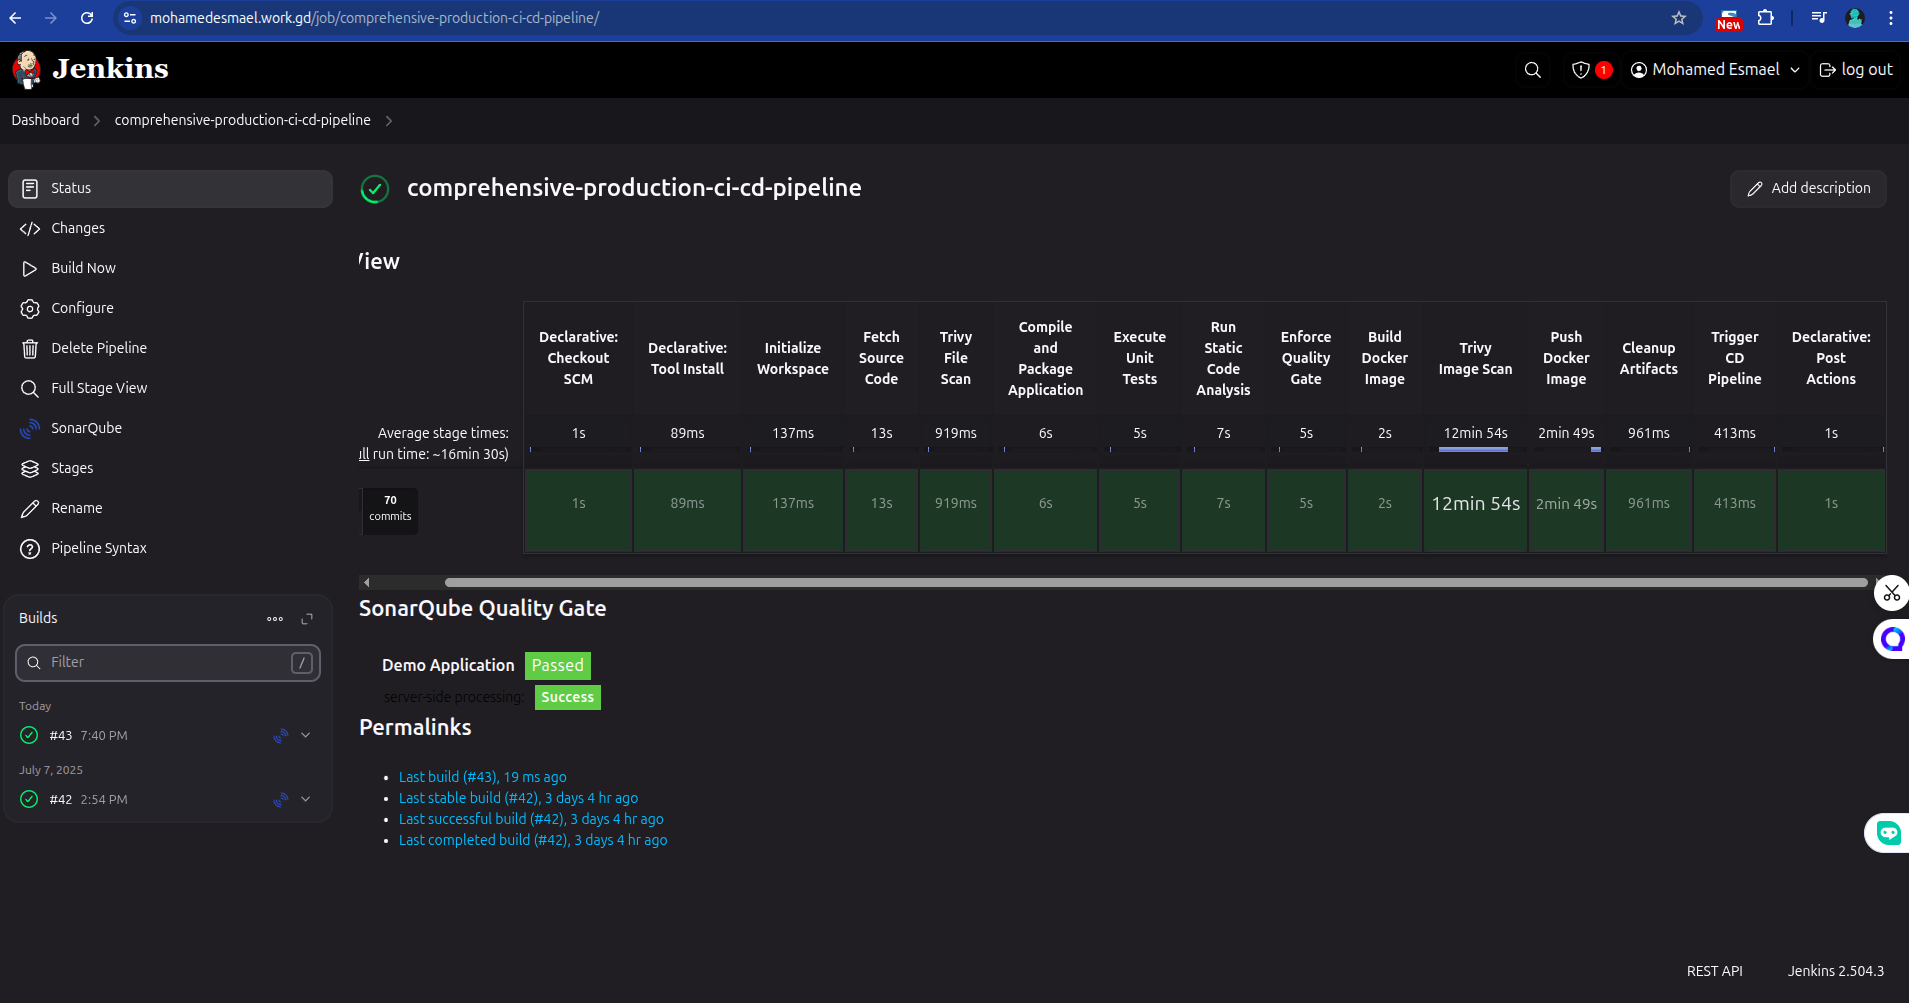 mohamedesmael.work.gd/job/comprehensive-production-ci-cd-pipeline/
New
Jenkins
1
Mohamed Esmael
log out
Dashboard
comprehensive-production-ci-cd-pipeline
Status
Changes
Build Now
Configure
Delete Pipeline
Full Stage View
SonarQube
Stages
Rename
Pipeline Syntax
Builds
Filter
/
Today
#43 7:40 PM
July 7, 2025
#42 2:54 PM
comprehensive-production-ci-cd-pipeline
Add description
View
Declarative: Checkout SCM
Declarative: Tool Install
Initialize Workspace
Fetch Source Code
Trivy File Scan
Compile and Package Application
Execute Unit Tests
Run Static Code Analysis
Enforce Quality Gate
Build Docker Image
Trivy Image Scan
Push Docker Image
Cleanup Artifacts
Trigger CD Pipeline
Declarative: Post Actions
Average stage times:
ull run time: ~16min 30s)
1s 89ms 137ms 13s 919ms 6s 5s 7s 5s 2s 12min 54s 2min 49s 961ms 413ms 1s
70
commits
1s 89ms 137ms 13s 919ms 6s 5s 7s 5s 2s 12min 54s 2min 49s 961ms 413ms 1s
SonarQube Quality Gate
Demo Application Passed
server-side processing: Success
Permalinks
Last build (#43), 19 ms ago
Last stable build (#42), 3 days 4 hr ago
Last successful build (#42), 3 days 4 hr ago
Last completed build (#42), 3 days 4 hr ago
REST API
Jenkins 2.504.3